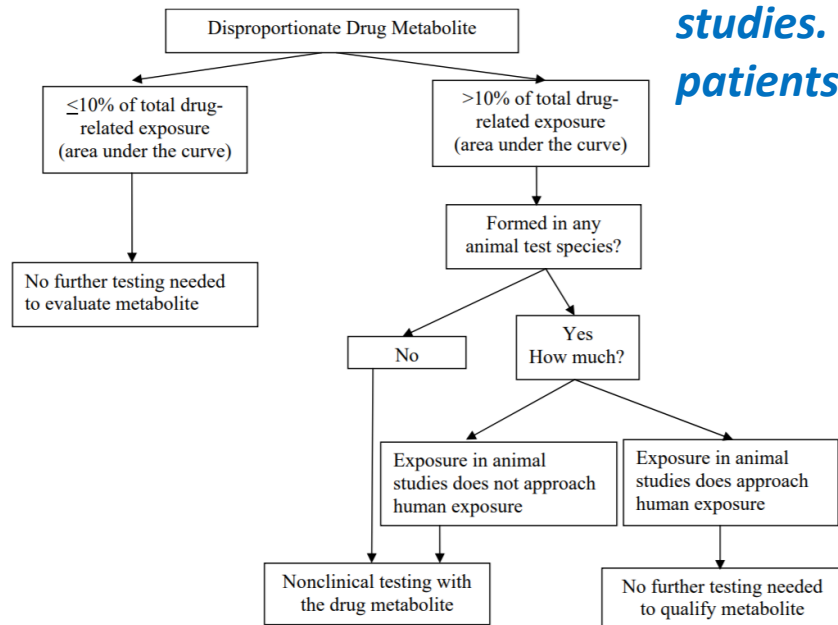 studies.
patients
Disproportionate Drug Metabolite
≤10% of total drug-
related exposure
(area under the curve)
>10% of total drug-
related exposure
(area under the curve)
Formed in any
animal test species?
No further testing needed
to evaluate metabolite
No
Yes
How much?
Exposure in animal
studies does not approach
human exposure
Exposure in animal
studies does approach
human exposure
Nonclinical testing with
the drug metabolite
No further testing needed
to qualify metabolite